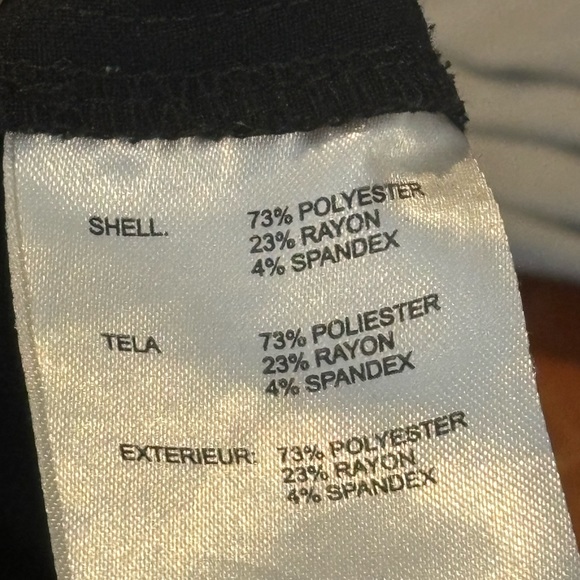 SHELL. 73% POLYESTER
23% RAYON
4% SPANDEX
TELA 73% POLIESTER
23% RAYON
4% SPANDEX
EXTERIEUR: 73% POLYESTER
23% RAYON
4% SPANDEX